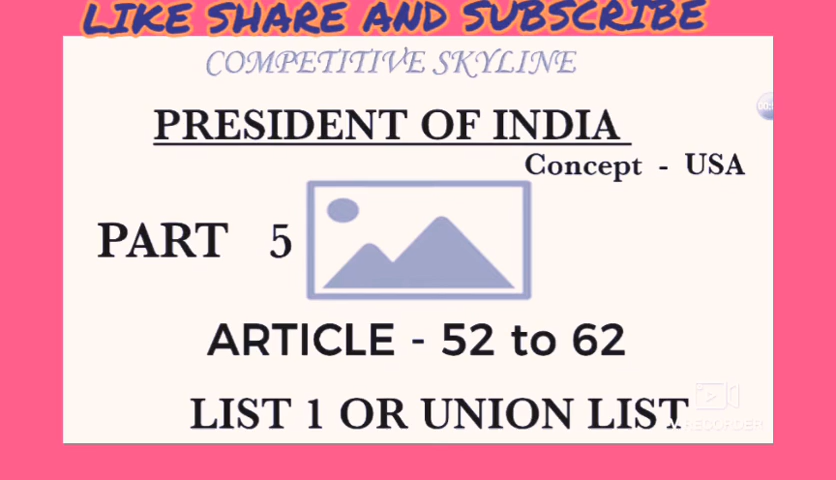 LIKE SHARE AND SUBSCRIBE
COMPETITIVE SKYLINE
PRESIDENT OF INDIA
Concept - USA
PART 5
ARTICLE - 52 to 62
LIST 1 OR UNION LIST
RECORDER